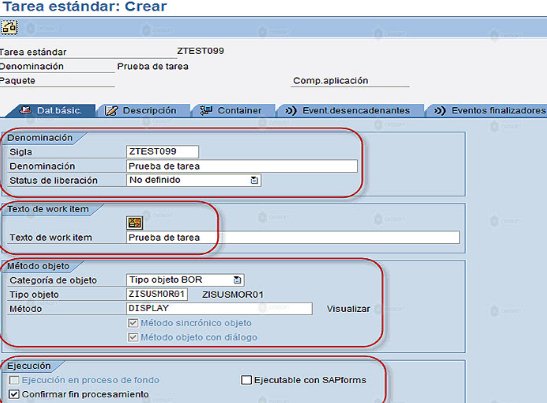 Tarea estándar: Crear
Tarea estándar ZTEST099
Denominación Prueba de tarea
Paquete Comp.aplicación
Dat.básic. Descripción Container Event.desencadenantes Eventos finalizadores
Denominación
Sigla ZTEST099
Denominación Prueba de tarea
Status de liberación No definido
Texto de work item
Texto de work item Prueba de tarea
Método objeto
Categoría de objeto Tipo objeto BOR
Tipo objeto ZISUSMOR01 ZISUSMOR01
Método DISPLAY Visualizar
Método sincrónico objeto
Método objeto con diálogo
Ejecución
Ejecución en proceso de fondo Ejecutable con SAPforms
Confirmar fin procesamiento